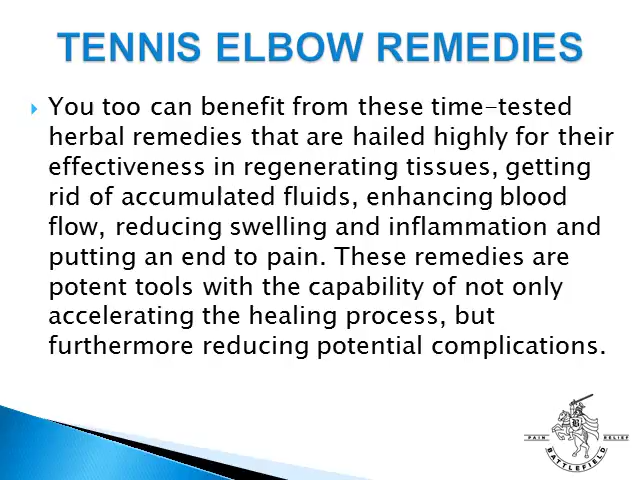 TENNIS ELBOW REMEDIES
You too can benefit from these time-tested
herbal remedies that are hailed highly for their
effectiveness in regenerating tissues, getting
rid of accumulated fluids, enhancing blood
flow, reducing swelling and inflammation and
putting an end to pain. These remedies are
potent tools with the capability of not only
accelerating the healing process, but
furthermore reducing potential complications.
B
PAIN RELIEF
BATTLEFIELD